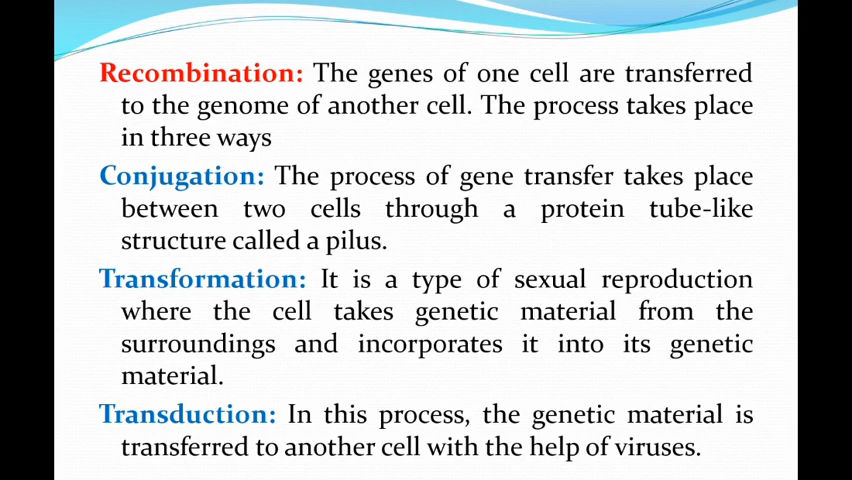 Recombination: The genes of one cell are transferred
to the genome of another cell. The process takes place
in three ways
Conjugation: The process of gene transfer takes place
between two cells through a protein tube-like
structure called a pilus.
Transformation: It is a type of sexual reproduction
where the cell takes genetic material from the
surroundings and incorporates it into its genetic
material.
Transduction: In this process, the genetic material is
transferred to another cell with the help of viruses.